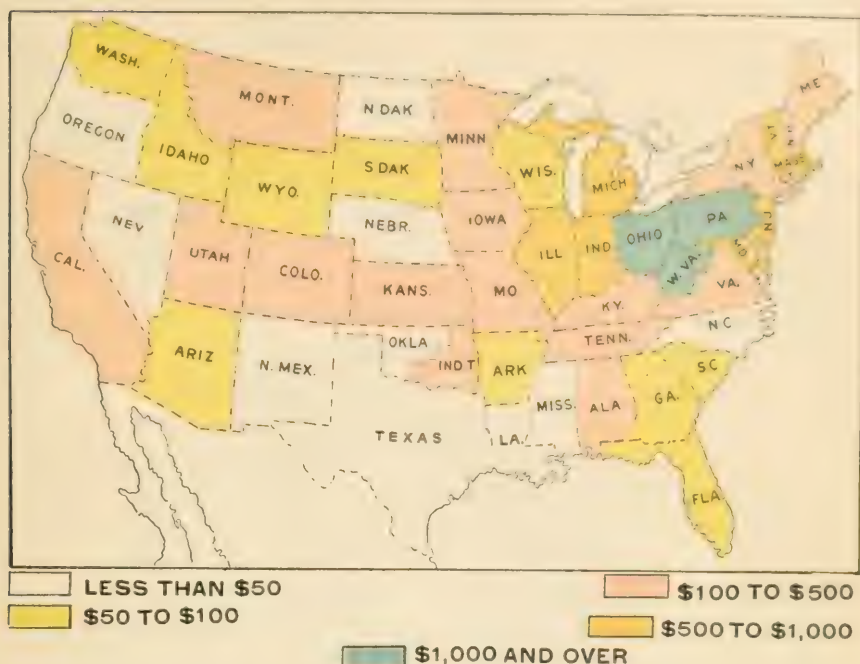 WASH.
MONT.
N DAK
MINN
ME
OREGON
IDAHO
WYO.
S DAK
WIS.
MICH
NY
VT
MASS
NEV
UTAH
COLO.
NEBR.
IOWA
ILL
IND
OHIO
PA
NJ
MD
W.VA.
VA.
CAL.
KANS.
MO
KY.
TENN.
NC
ARIZ
N. MEX.
OKLA
IND T
ARK
SC
TEXAS
LA.
MISS.
ALA
GA.
FLA
LESS THAN $50
$100 TO $500
$50 TO $100
$500 TO $1,000
$1,000 AND OVER